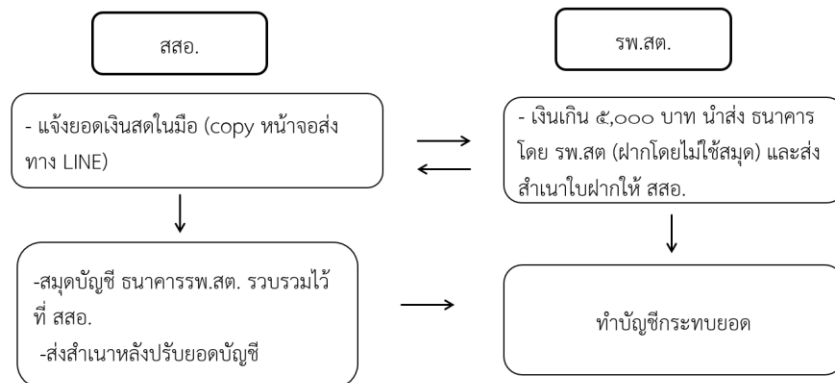 สสอ.
รพ.สต.
- แจ้งยอดเงินสดในมือ (copy หน้าจอส่ง
ทาง LINE)
- เงินเกิน ๕,๐๐๐ บาท นำส่ง ธนาคาร
โดย รพ.สต (ฝากโดยไม่ใช้สมุด) และส่ง
สำเนาใบฝากให้ สสอ.
-สมุดบัญชี ธนาคารรพ.สต. รวบรวมไว้
ที่ สสอ.
-ส่งสำเนาหลังปรับยอดบัญชี
ทำบัญชีกระทบยอด